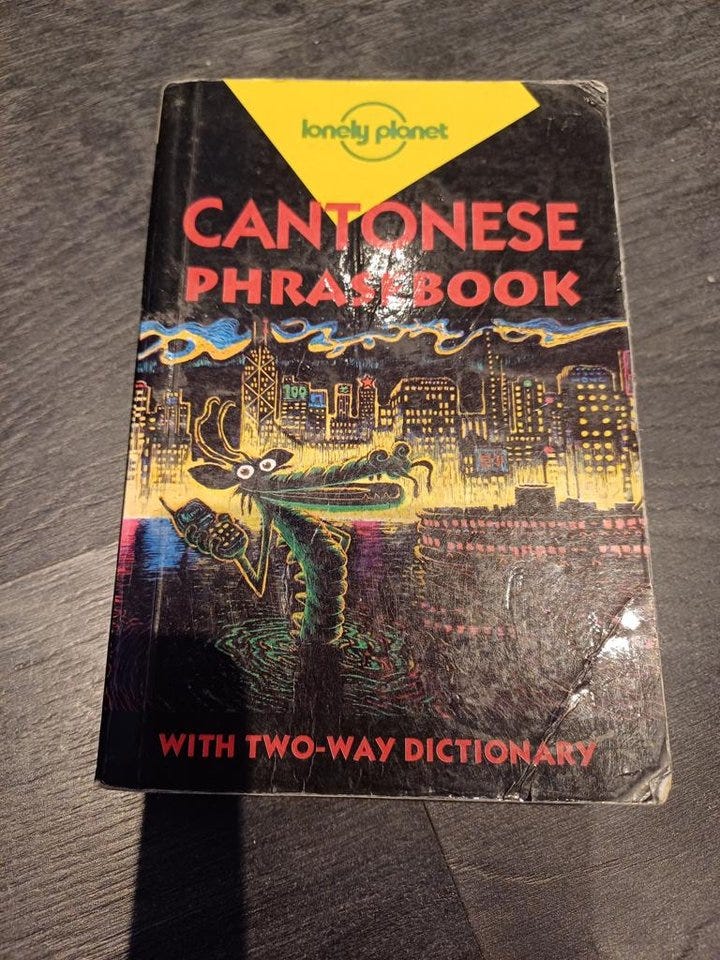 lonely planet
CANTONESE
PHRASEBOOK
WITH TWO-WAY DICTIONARY